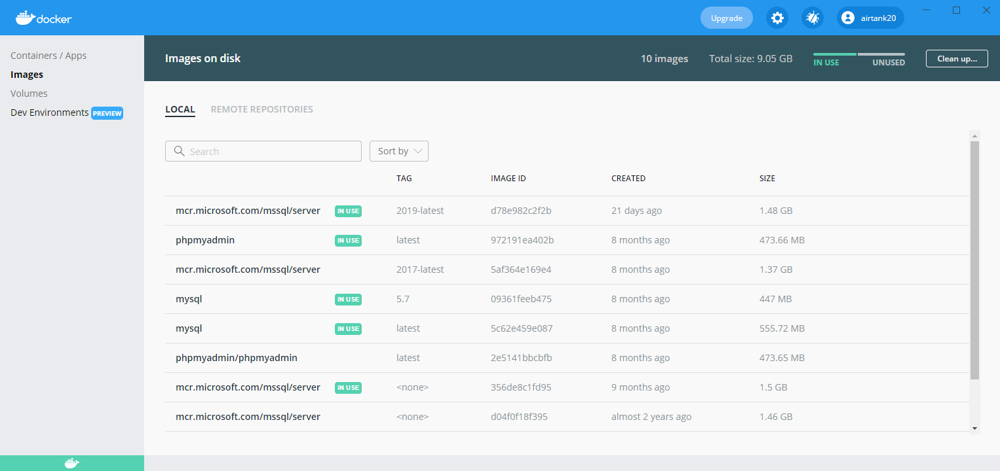 docker
Upgrade
airtank20
Containers / Apps
Images
Volumes
Dev Environments PREVIEW
Images on disk
10 images
Total size: 9.05 GB
IN USE
UNUSED
Clean up...
LOCAL
REMOTE REPOSITORIES
Search
Sort by
TAG IMAGE ID CREATED SIZE
mcr.microsoft.com/mssql/server IN USE 2019-latest d78e982c2f2b 21 days ago 1.48 GB
phpmyadmin IN USE latest 972191ea402b 8 months ago 473.66 MB
mcr.microsoft.com/mssql/server 2017-latest 5af364e169e4 8 months ago 1.37 GB
mysql IN USE 5.7 09361feeb475 8 months ago 447 MB
mysql IN USE latest 5c62e459e087 8 months ago 555.72 MB
phpmyadmin/phpmyadmin latest 2e5141bbcbfb 8 months ago 473.65 MB
mcr.microsoft.com/mssql/server IN USE <none> 356de8c1fd95 9 months ago 1.5 GB
mcr.microsoft.com/mssql/server <none> d04f0f18f395 almost 2 years ago 1.46 GB